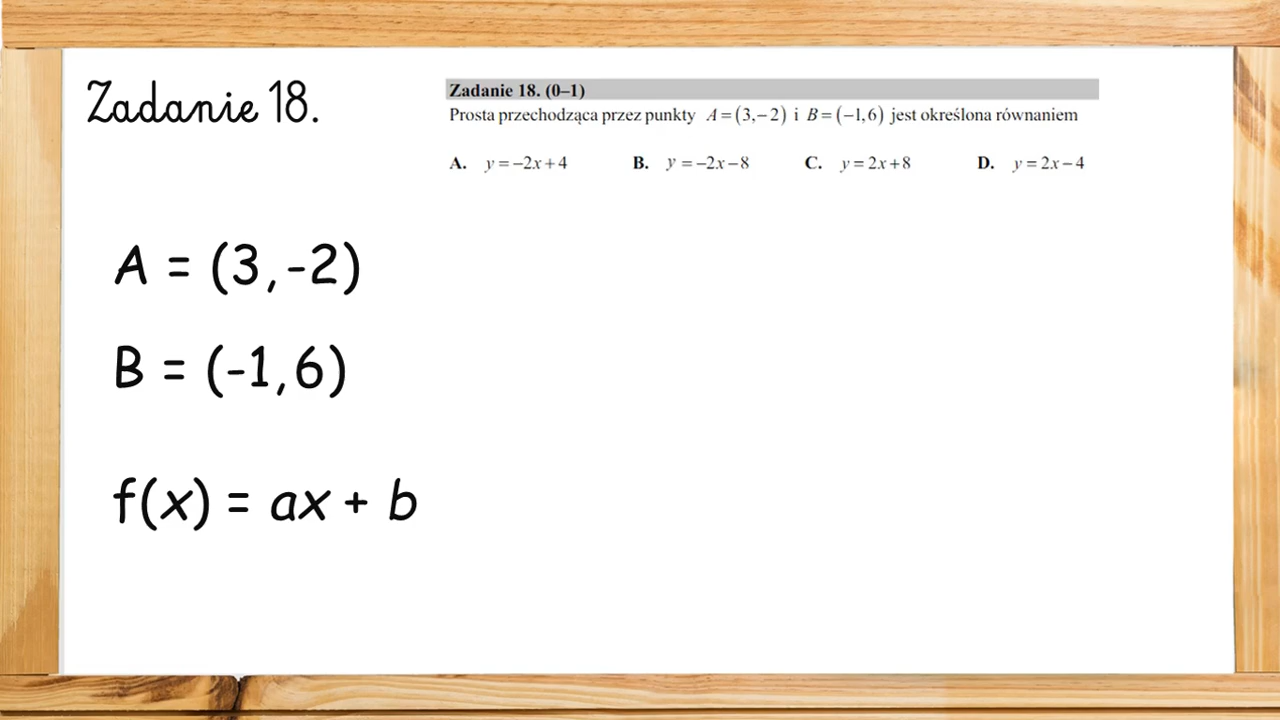 Zadanie 18.
Zadanie 18. (0–1)
Prosta przechodząca przez punkty A=(3,−2) i B=(−1,6) jest określona równaniem
A. y=−2x+4 B. y=−2x−8 C. y=2x+8 D. y=2x−4
A = (3,-2)
B = (-1,6)
f(x) = ax + b